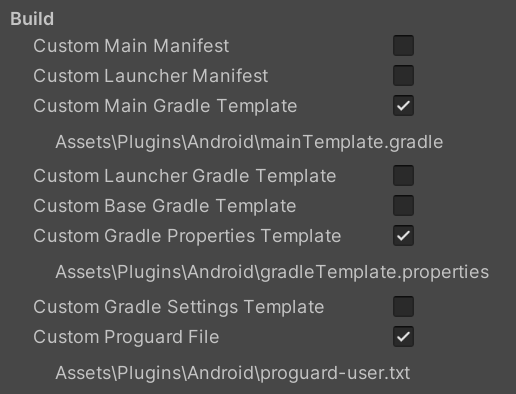 Build
Custom Main Manifest
Custom Launcher Manifest
Custom Main Gradle Template
Assets\Plugins\Android\mainTemplate.gradle
Custom Launcher Gradle Template
Custom Base Gradle Template
Custom Gradle Properties Template
Assets\Plugins\Android\gradleTemplate.properties
Custom Gradle Settings Template
Custom Proguard File
Assets\Plugins\Android\proguard-user.txt